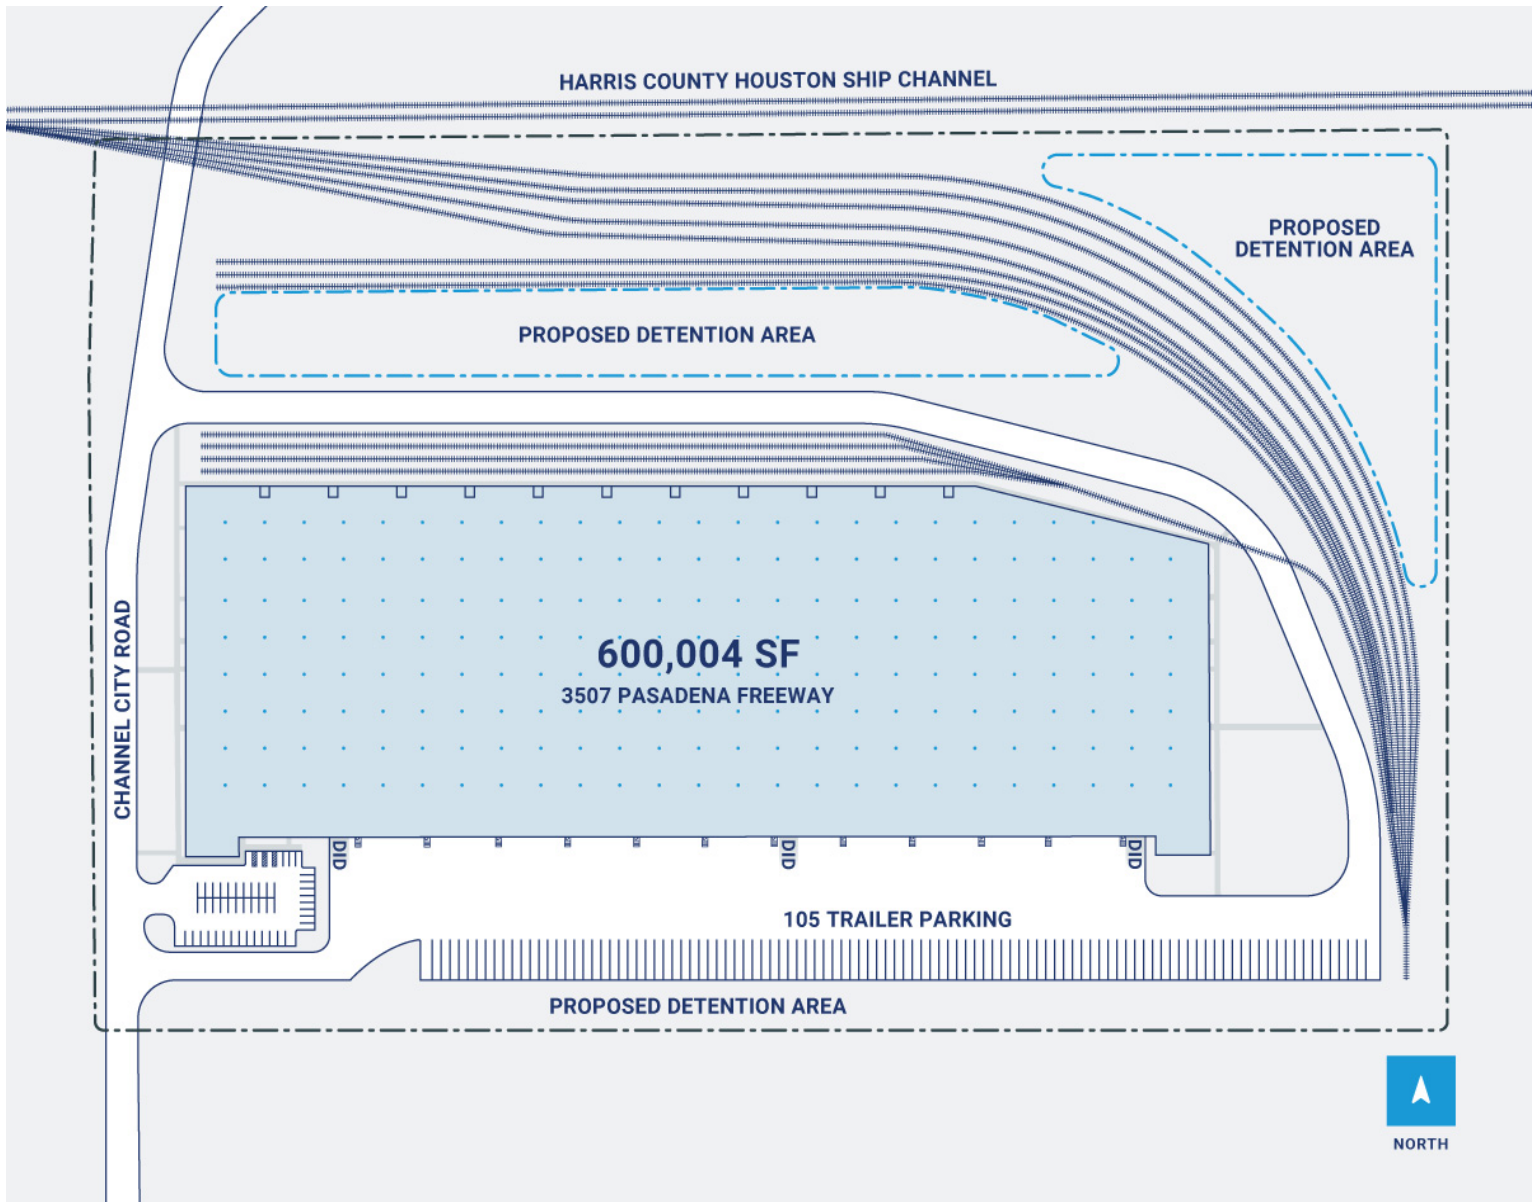 HARRIS COUNTY HOUSTON SHIP CHANNEL
PROPOSED
DETENTION AREA
PROPOSED DETENTION AREA
CHANNEL CITY ROAD
600,004 SF
3507 PASADENA FREEWAY
DID
DID
DID
105 TRAILER PARKING
PROPOSED DETENTION AREA
NORTH